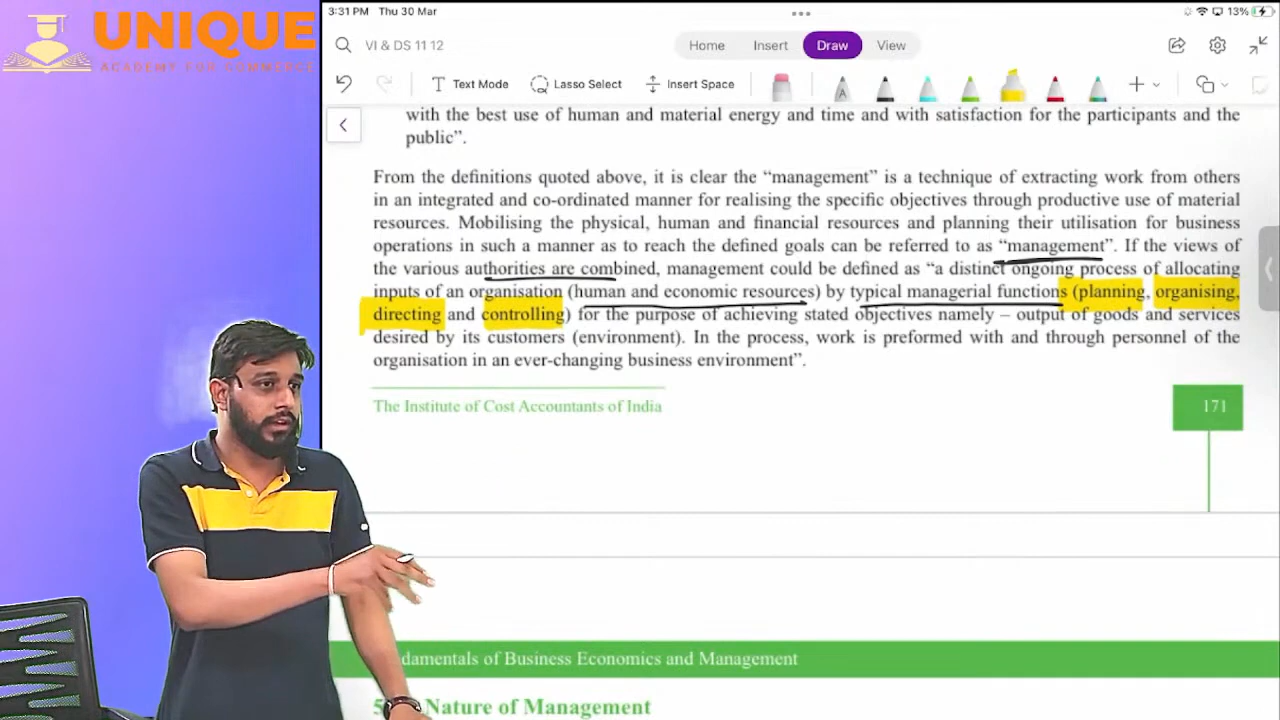 3:31 PM Thu 30 Mar
13%
UNIQUE
ACADEMY FOR COMMERCE
VI & DS 11 12
Home Insert Draw View
Text Mode Lasso Select Insert Space
A
with the best use of human and material energy and time and with satisfaction for the participants and the
public”.
From the definitions quoted above, it is clear the “management” is a technique of extracting work from others
in an integrated and co-ordinated manner for realising the specific objectives through productive use of material
resources. Mobilising the physical, human and financial resources and planning their utilisation for business
operations in such a manner as to reach the defined goals can be referred to as “management”. If the views of
the various authorities are combined, management could be defined as “a distinct ongoing process of allocating
inputs of an organisation (human and economic resources) by typical managerial functions (planning, organising,
directing and controlling) for the purpose of achieving stated objectives namely – output of goods and services
desired by its customers (environment). In the process, work is preformed with and through personnel of the
organisation in an ever-changing business environment”.
The Institute of Cost Accountants of India
171
damentals of Business Economics and Management
5 Nature of Management